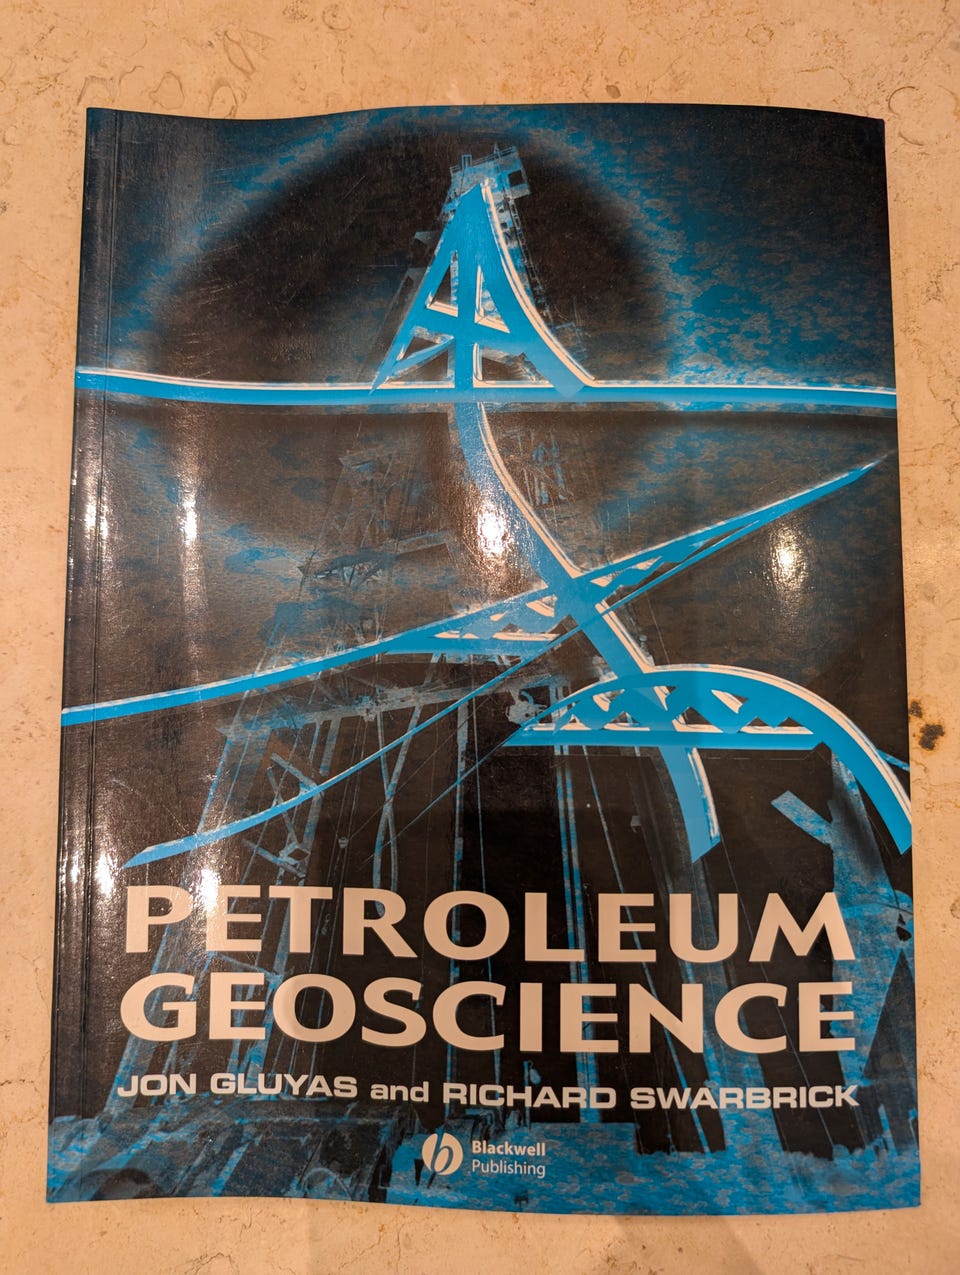 PETROLEUM
GEOSCIENCE
JON GLUYAS and RICHARD SWARBRICK
b
Blackwell
Publishing